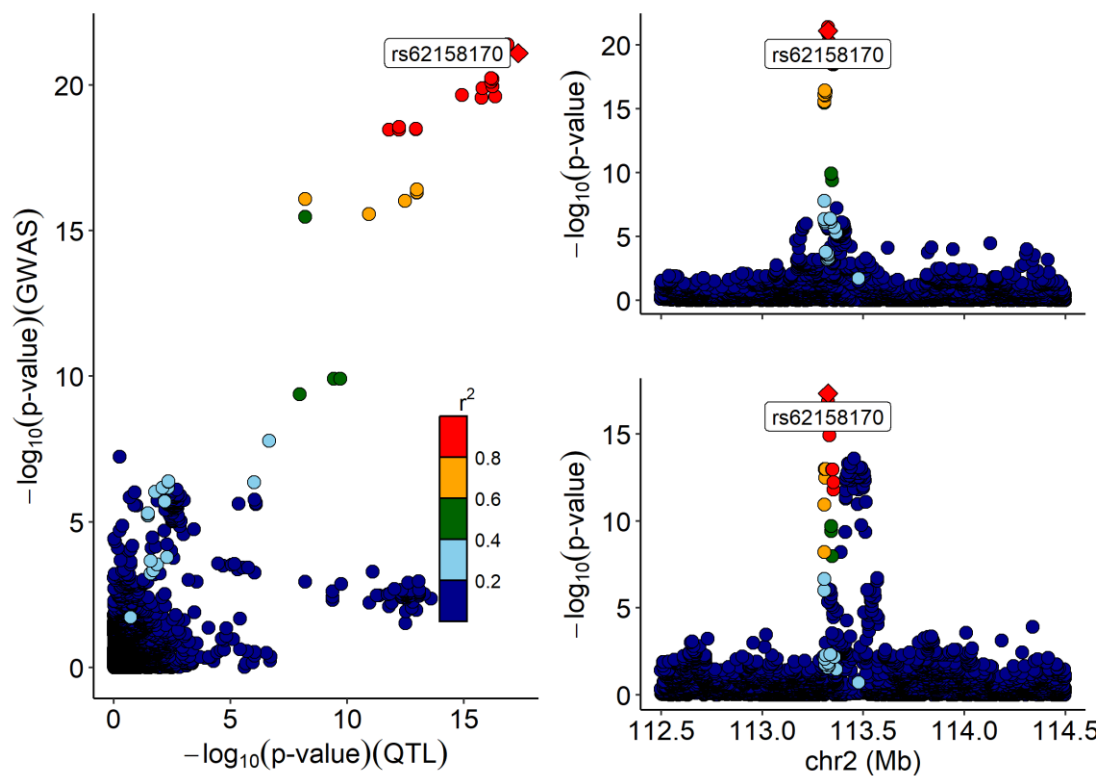 −log₁₀(p-value)(GWAS)
20
15
10
5
0
rs62158170
r²
0.8
0.6
0.4
0.2
0 5 10 15
−log₁₀(p-value)(QTL)
−log₁₀(p-value)
20
15
10
5
0
rs62158170
−log₁₀(p-value)
15
10
5
0
rs62158170
112.5 113.0 113.5 114.0 114.5
chr2 (Mb)